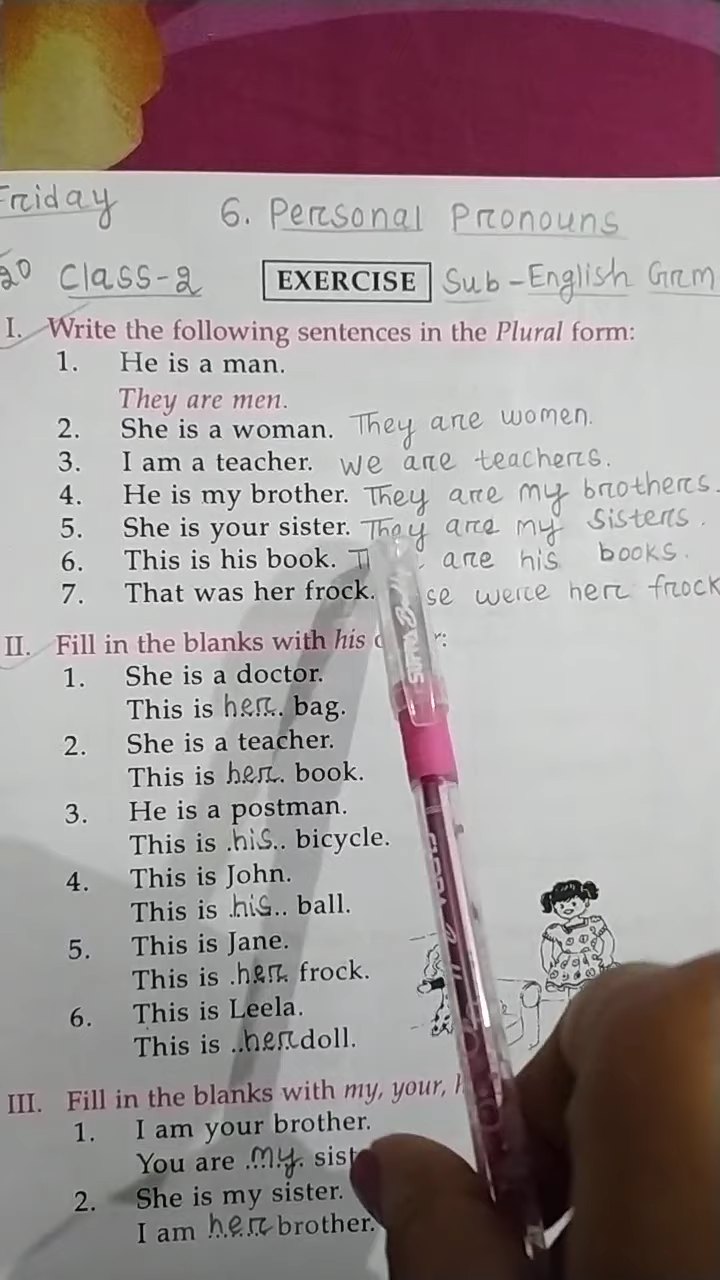 Friday 6. Personal Pronouns
Class-2 EXERCISE Sub-English Grm
I. Write the following sentences in the Plural form:
1. He is a man.
They are men.
2. She is a woman. They are women.
3. I am a teacher. We are teachers.
4. He is my brother. They are my brothers.
5. She is your sister. They are my sisters.
6. This is his book. are his books.
7. That was her frock. se were her frock
II. Fill in the blanks with his
1. She is a doctor.
This is her. bag.
2. She is a teacher.
This is her. book.
3. He is a postman.
This is .his.. bicycle.
4. This is John.
This is .his.. ball.
5. This is Jane.
This is .her. frock.
6. This is Leela.
This is ..her doll.
III. Fill in the blanks with my, your,
1. I am your brother.
You are ...my. sist
2. She is my sister.
I am her brother.